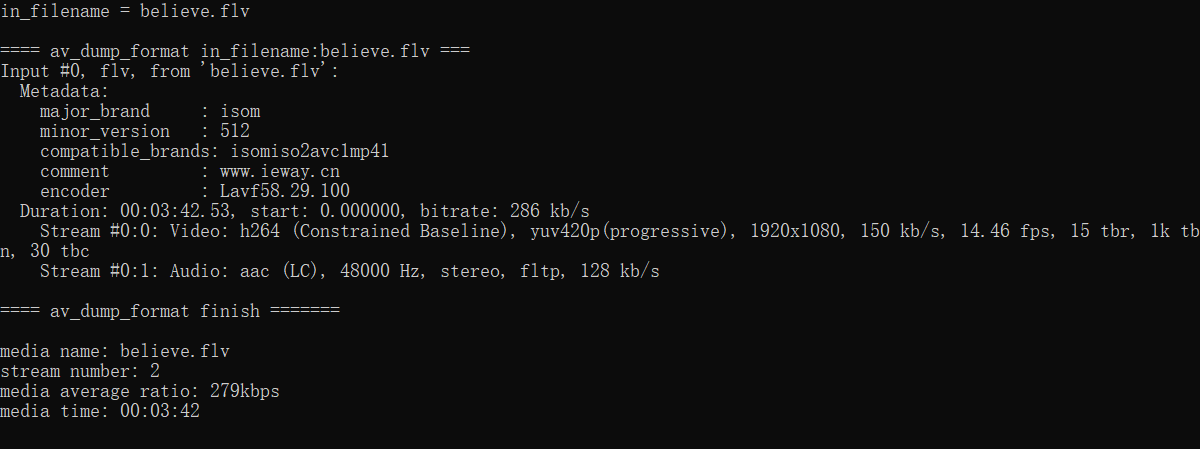 in_filename = believe.flv
==== av_dump_format in_filename:believe.flv ===
Input #0, flv, from 'believe.flv':
  Metadata:
    major_brand     : isom
    minor_version   : 512
    compatible_brands: isomiso2avc1mp41
    comment         : www.ieway.cn
    encoder         : Lavf58.29.100
  Duration: 00:03:42.53, start: 0.000000, bitrate: 286 kb/s
    Stream #0:0: Video: h264 (Constrained Baseline), yuv420p(progressive), 1920x1080, 150 kb/s, 14.46 fps, 15 tbr, 1k tb
n, 30 tbc
    Stream #0:1: Audio: aac (LC), 48000 Hz, stereo, fltp, 128 kb/s
==== av_dump_format finish =======
media name: believe.flv
stream number: 2
media average ratio: 279kbps
media time: 00:03:42